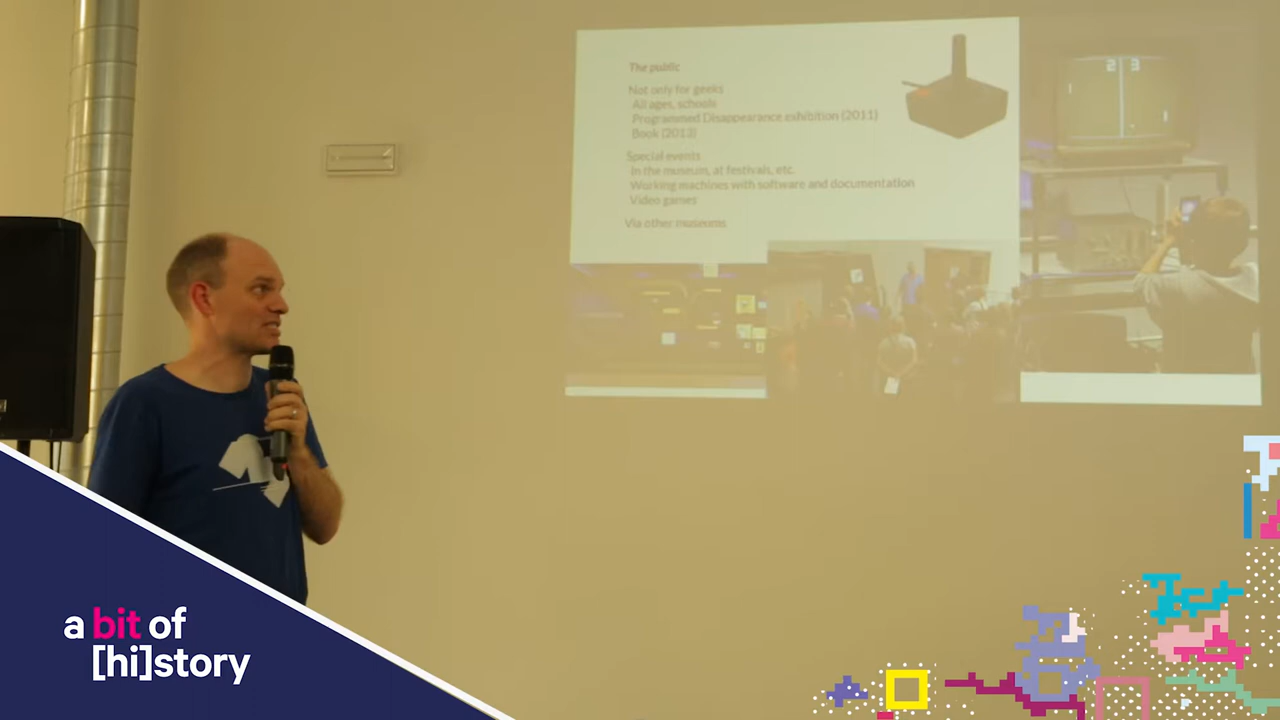 The public
Not only for geeks
All ages, schools
Programmed Disappearance exhibition (2011)
Book (2013)
Special events
In the museum, at festivals, etc.
Working machines with software and documentation
Video games
Via other museums
2 3
a bit of
[hi]story